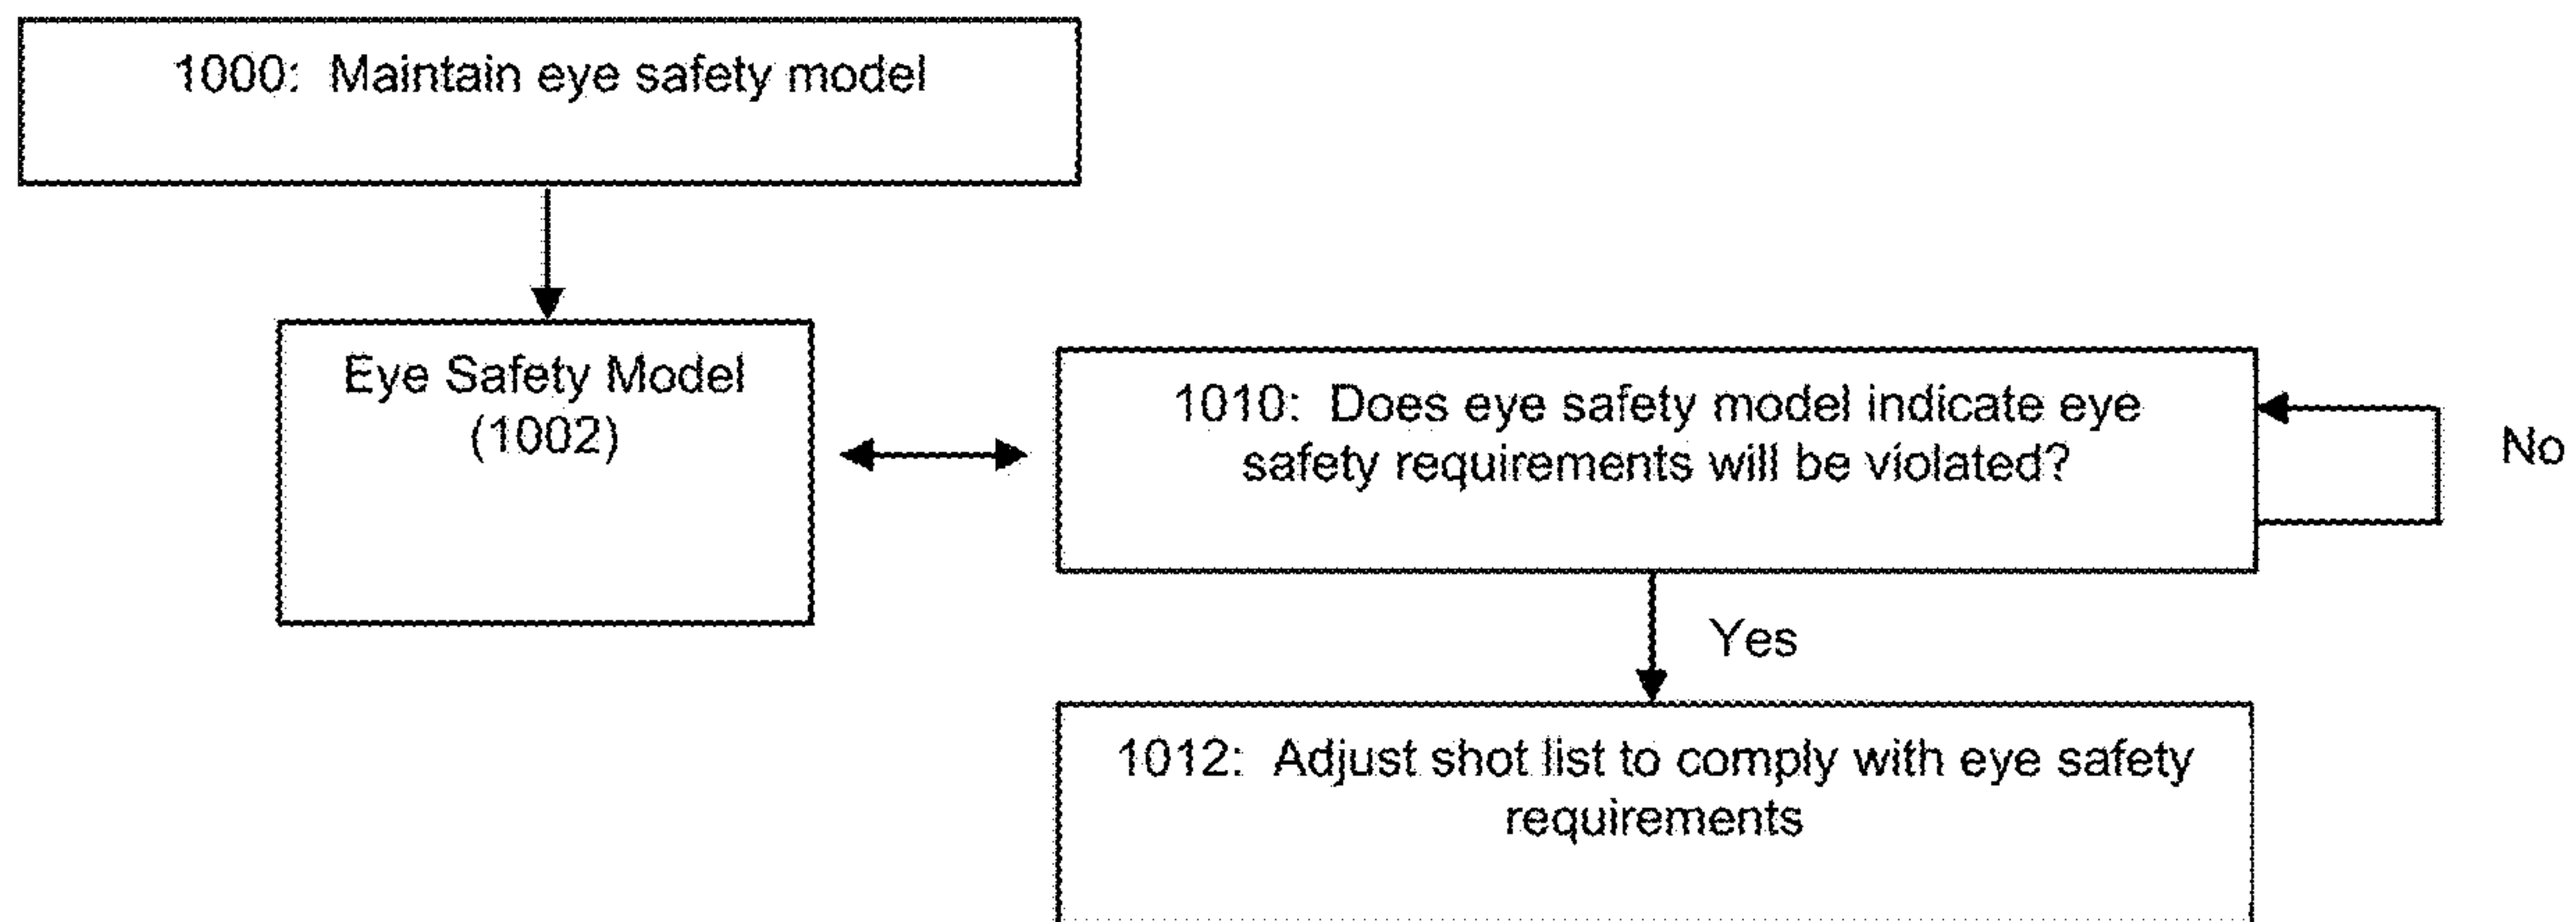 1000: Maintain eye safety model
Eye Safety Model
(1002)
1010: Does eye safety model indicate eye
safety requirements will be violated?
No
Yes
1012: Adjust shot list to comply with eye safety
requirements